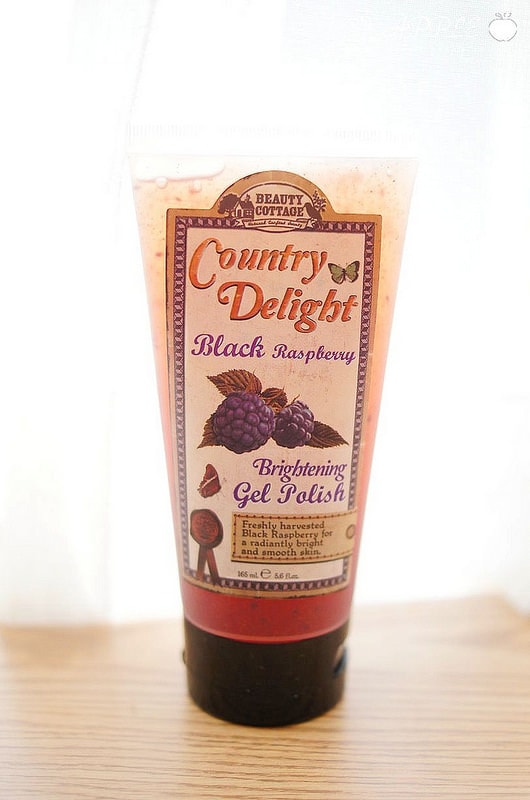 BEAUTY
COTTAGE
Country
Delight
Black Raspberry
Brightening
Gel Polish
Freshly harvested
Black Raspberry for
a radiantly bright
and smooth skin.
165 ml. e 5.6 fl.oz.